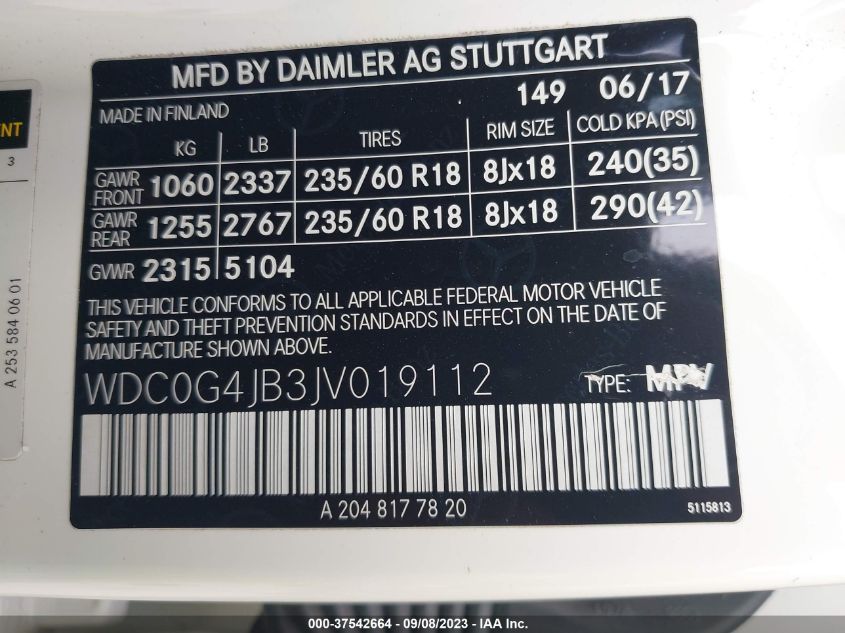 MFD BY DAIMLER AG STUTTGART
MADE IN FINLAND 149 06/17
KG LB TIRES RIM SIZE COLD KPA(PSI)
GAWR FRONT 1060 2337 235/60 R18 8Jx18 240(35)
GAWR REAR 1255 2767 235/60 R18 8Jx18 290(42)
GVWR 2315 5104
THIS VEHICLE CONFORMS TO ALL APPLICABLE FEDERAL MOTOR VEHICLE
SAFETY AND THEFT PREVENTION STANDARDS IN EFFECT ON THE DATE OF
MANUFACTURE SHOWN ABOVE.
WDC0G4JB3JV019112 TYPE: MPV
A 204 817 78 20
5115813
3
A 253 584 06 01
000-37542664 - 09/08/2023 - IAA Inc.